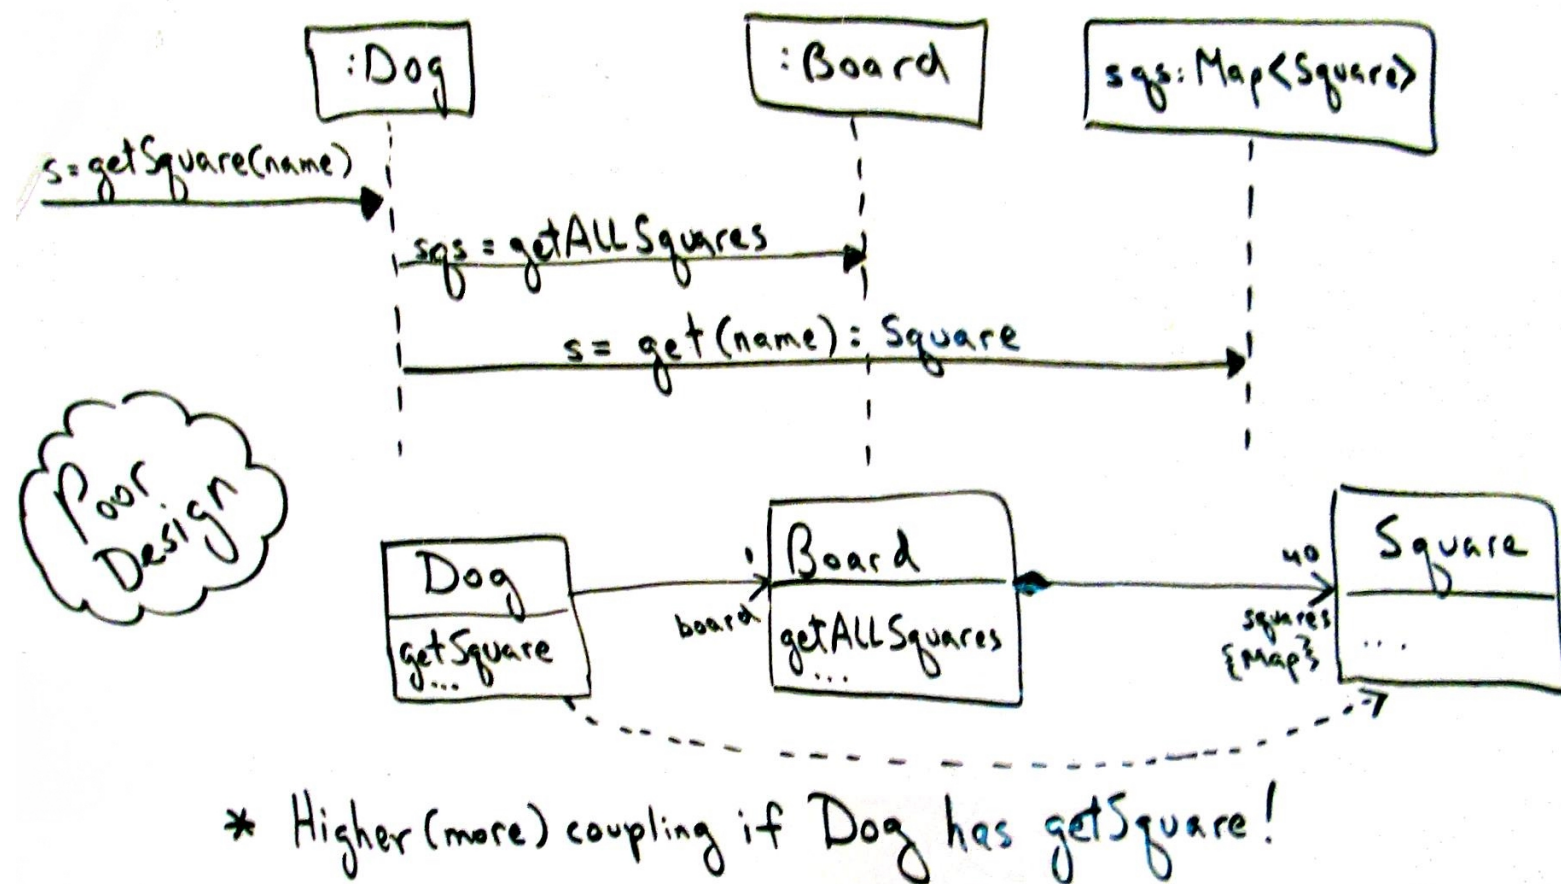 :Dog
:Board
sqs:Map<Square>
s=getSquare(name)
sqs = getALLSquares
s= get(name): Square
Poor
Design
Dog
getSquare
...
1
board
Board
getALLSquares
...
40
squares
{Map}
Square
...
* Higher (more) coupling if Dog has getSquare!